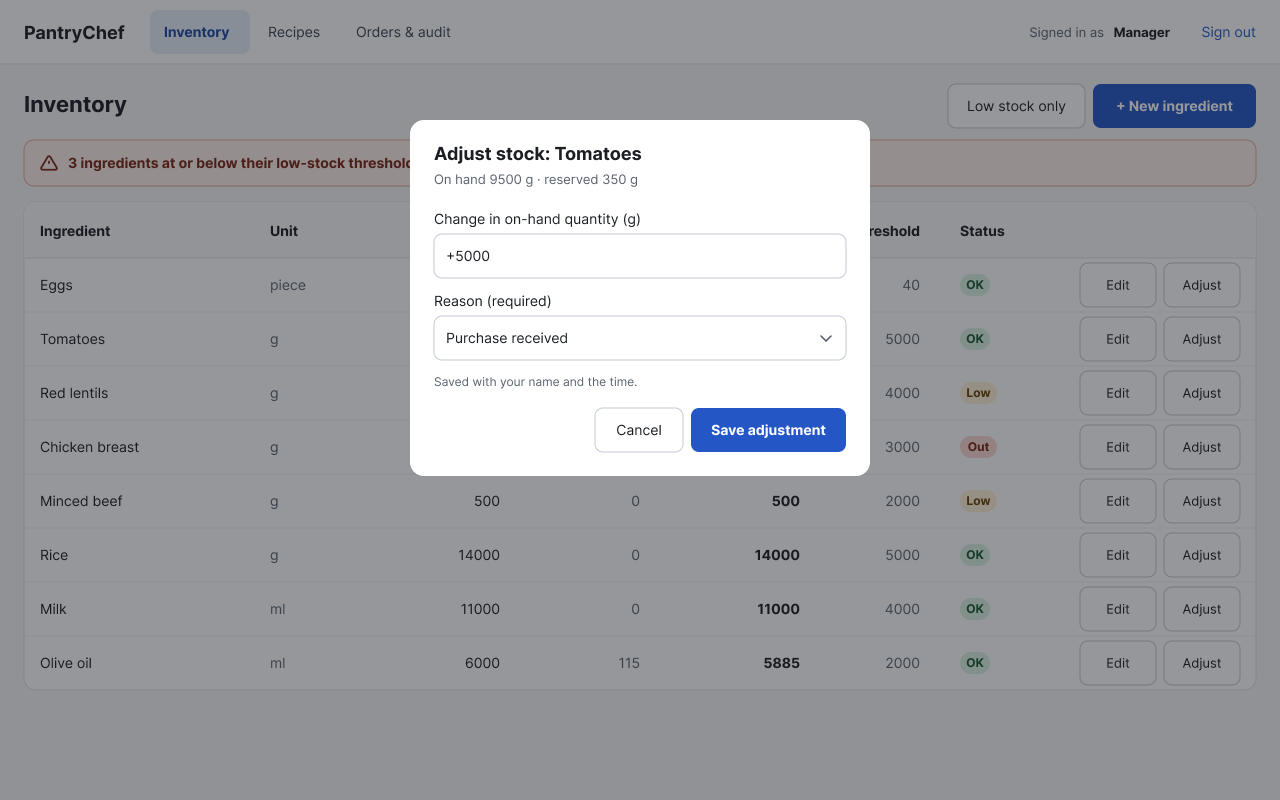 PantryChef Inventory Recipes Orders & audit Signed in as Manager Sign out
Inventory Low stock only + New ingredient
3 ingredients at or below their low-stock
Adjust stock: Tomatoes
On hand 9500 g · reserved 350 g
Change in on-hand quantity (g)
+5000
Reason (required)
Purchase received
Saved with your name and the time.
Cancel Save adjustment
Ingredient Unit Status
Eggs piece 40 OK Edit Adjust
Tomatoes g 5000 OK Edit Adjust
Red lentils g 4000 Low Edit Adjust
Chicken breast g 3000 Out Edit Adjust
Minced beef g 500 0 500 2000 Low Edit Adjust
Rice g 14000 0 14000 5000 OK Edit Adjust
Milk ml 11000 0 11000 4000 OK Edit Adjust
Olive oil ml 6000 115 5885 2000 OK Edit Adjust